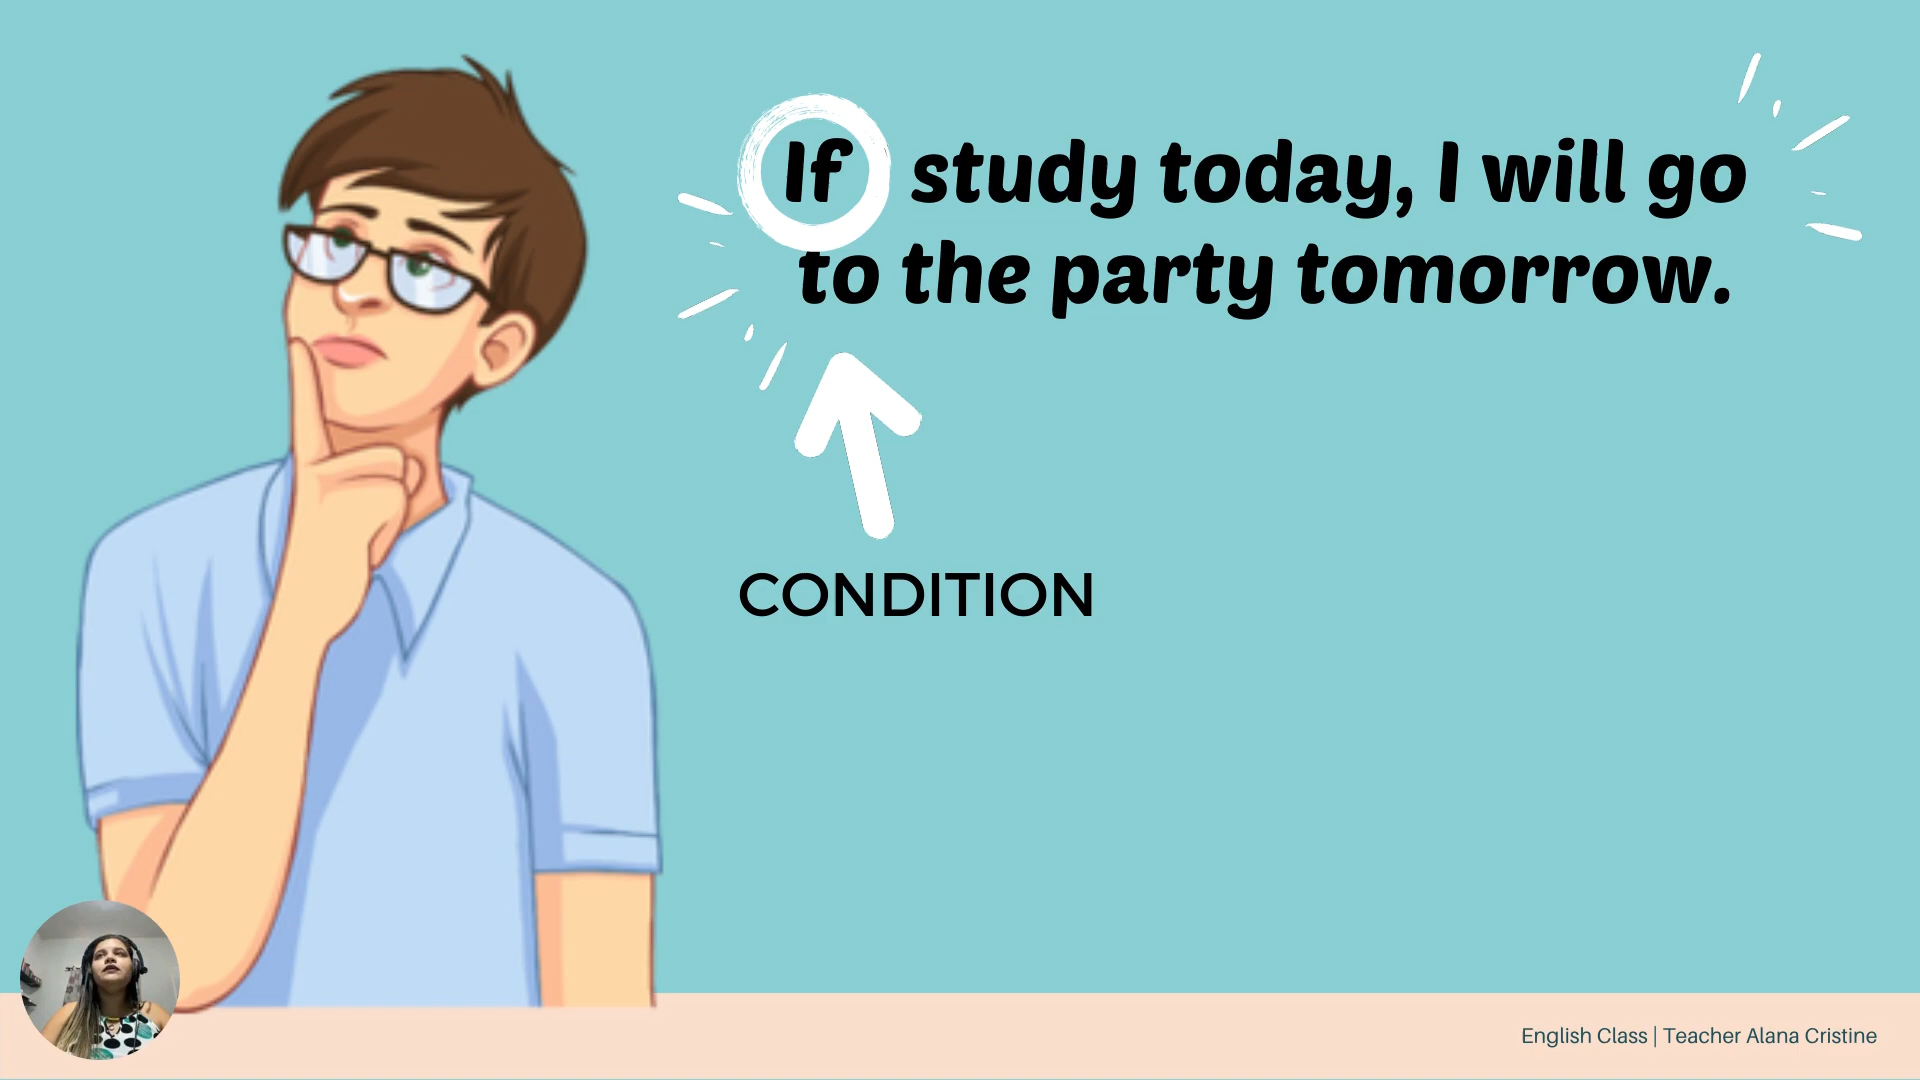 If study today, I will go
to the party tomorrow.
CONDITION
English Class | Teacher Alana Cristine